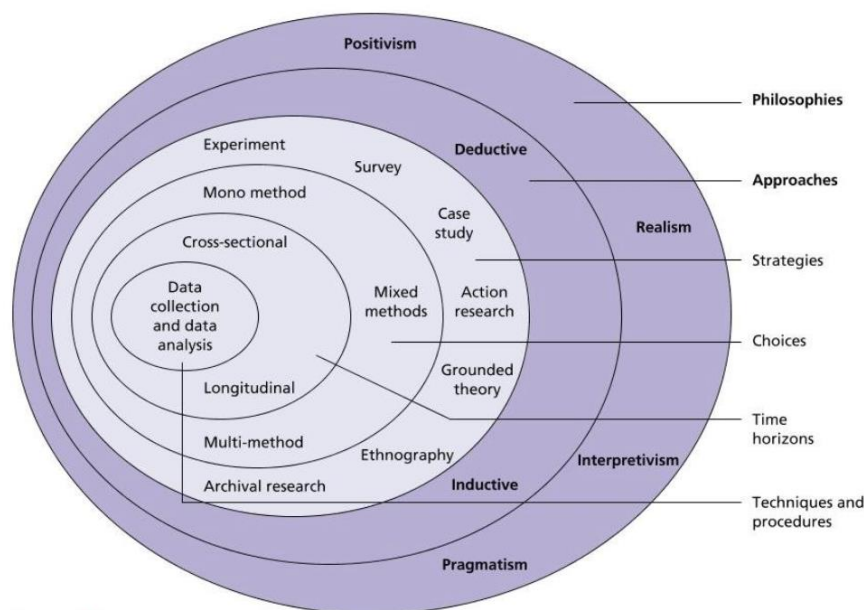 Positivism
Philosophies
Experiment
Deductive
Survey
Approaches
Mono method
Case
study
Realism
Cross-sectional
Strategies
Data
collection
and data
analysis
Mixed
methods
Action
research
Choices
Longitudinal
Grounded
theory
Time
horizons
Multi-method
Ethnography
Interpretivism
Archival research
Inductive
Techniques and
procedures
Pragmatism